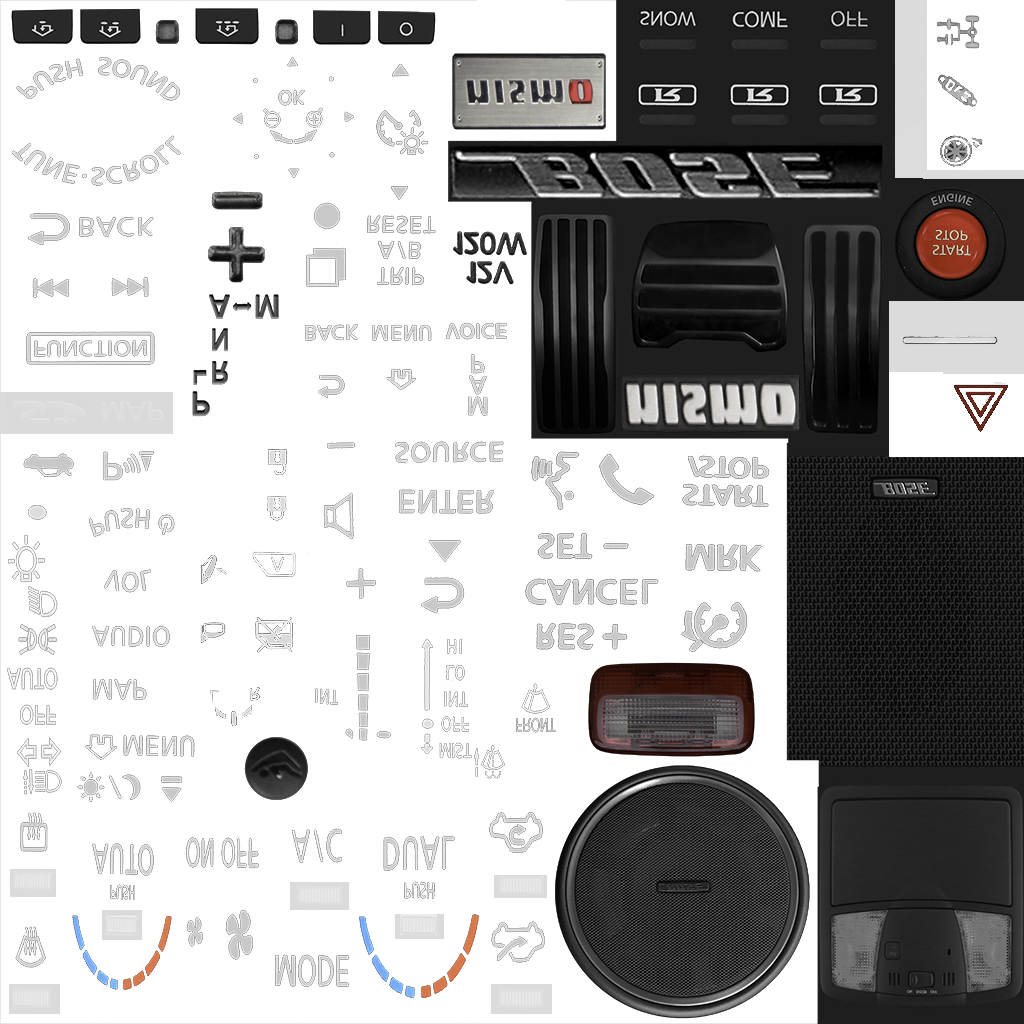 I O
SNOW COMF OFF
PUSH SOUND
OK
nismo
R R R
TUNE·SCROLL
BOSE
BACK
RESET
A/B
TRIP
120W
12V
ENGINE
STOP
START
A↔M
N
R L
P
FUNCTION
BACK MENU VOICE
MAP
nismo
MAP
SOURCE
P
/STOP
START
BOSE
ENTER
PUSH
SET −
MRK
VOL
CANCEL
AUDIO
RES +
HI
LO
INT
OFF
MIST
AUTO
MAP
L R
INT
FRONT
OFF
MENU
AUTO
PUSH
ON OFF
A/C
DUAL
PUSH
MODE